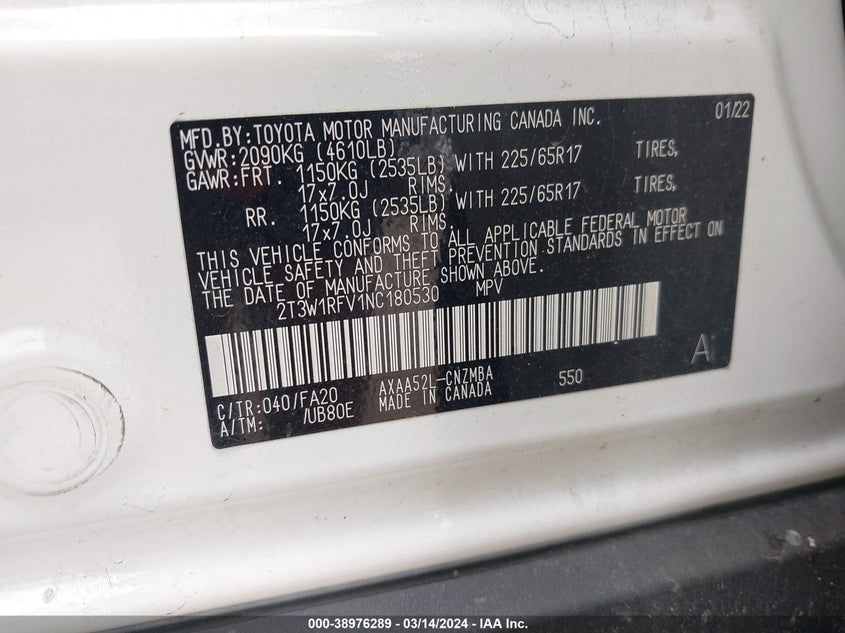 01/22
MFD.BY:TOYOTA MOTOR MANUFACTURING CANADA INC.
GVWR:2090KG (4610LB)
GAWR:FRT. 1150KG (2535LB) WITH 225/65R17 TIRES,
17x7.0J RIMS.
RR. 1150KG (2535LB) WITH 225/65R17 TIRES,
17x7.0J RIMS.
THIS VEHICLE CONFORMS TO ALL APPLICABLE FEDERAL MOTOR
VEHICLE SAFETY AND THEFT PREVENTION STANDARDS IN EFFECT ON
THE DATE OF MANUFACTURE SHOWN ABOVE.
2T3W1RFV1NC180530 MPV
A
C/TR:040/FA20 AXAA52L-CNZMBA 550
A/TM: /UB80E MADE IN CANADA
000-38976289 - 03/14/2024 - IAA Inc.